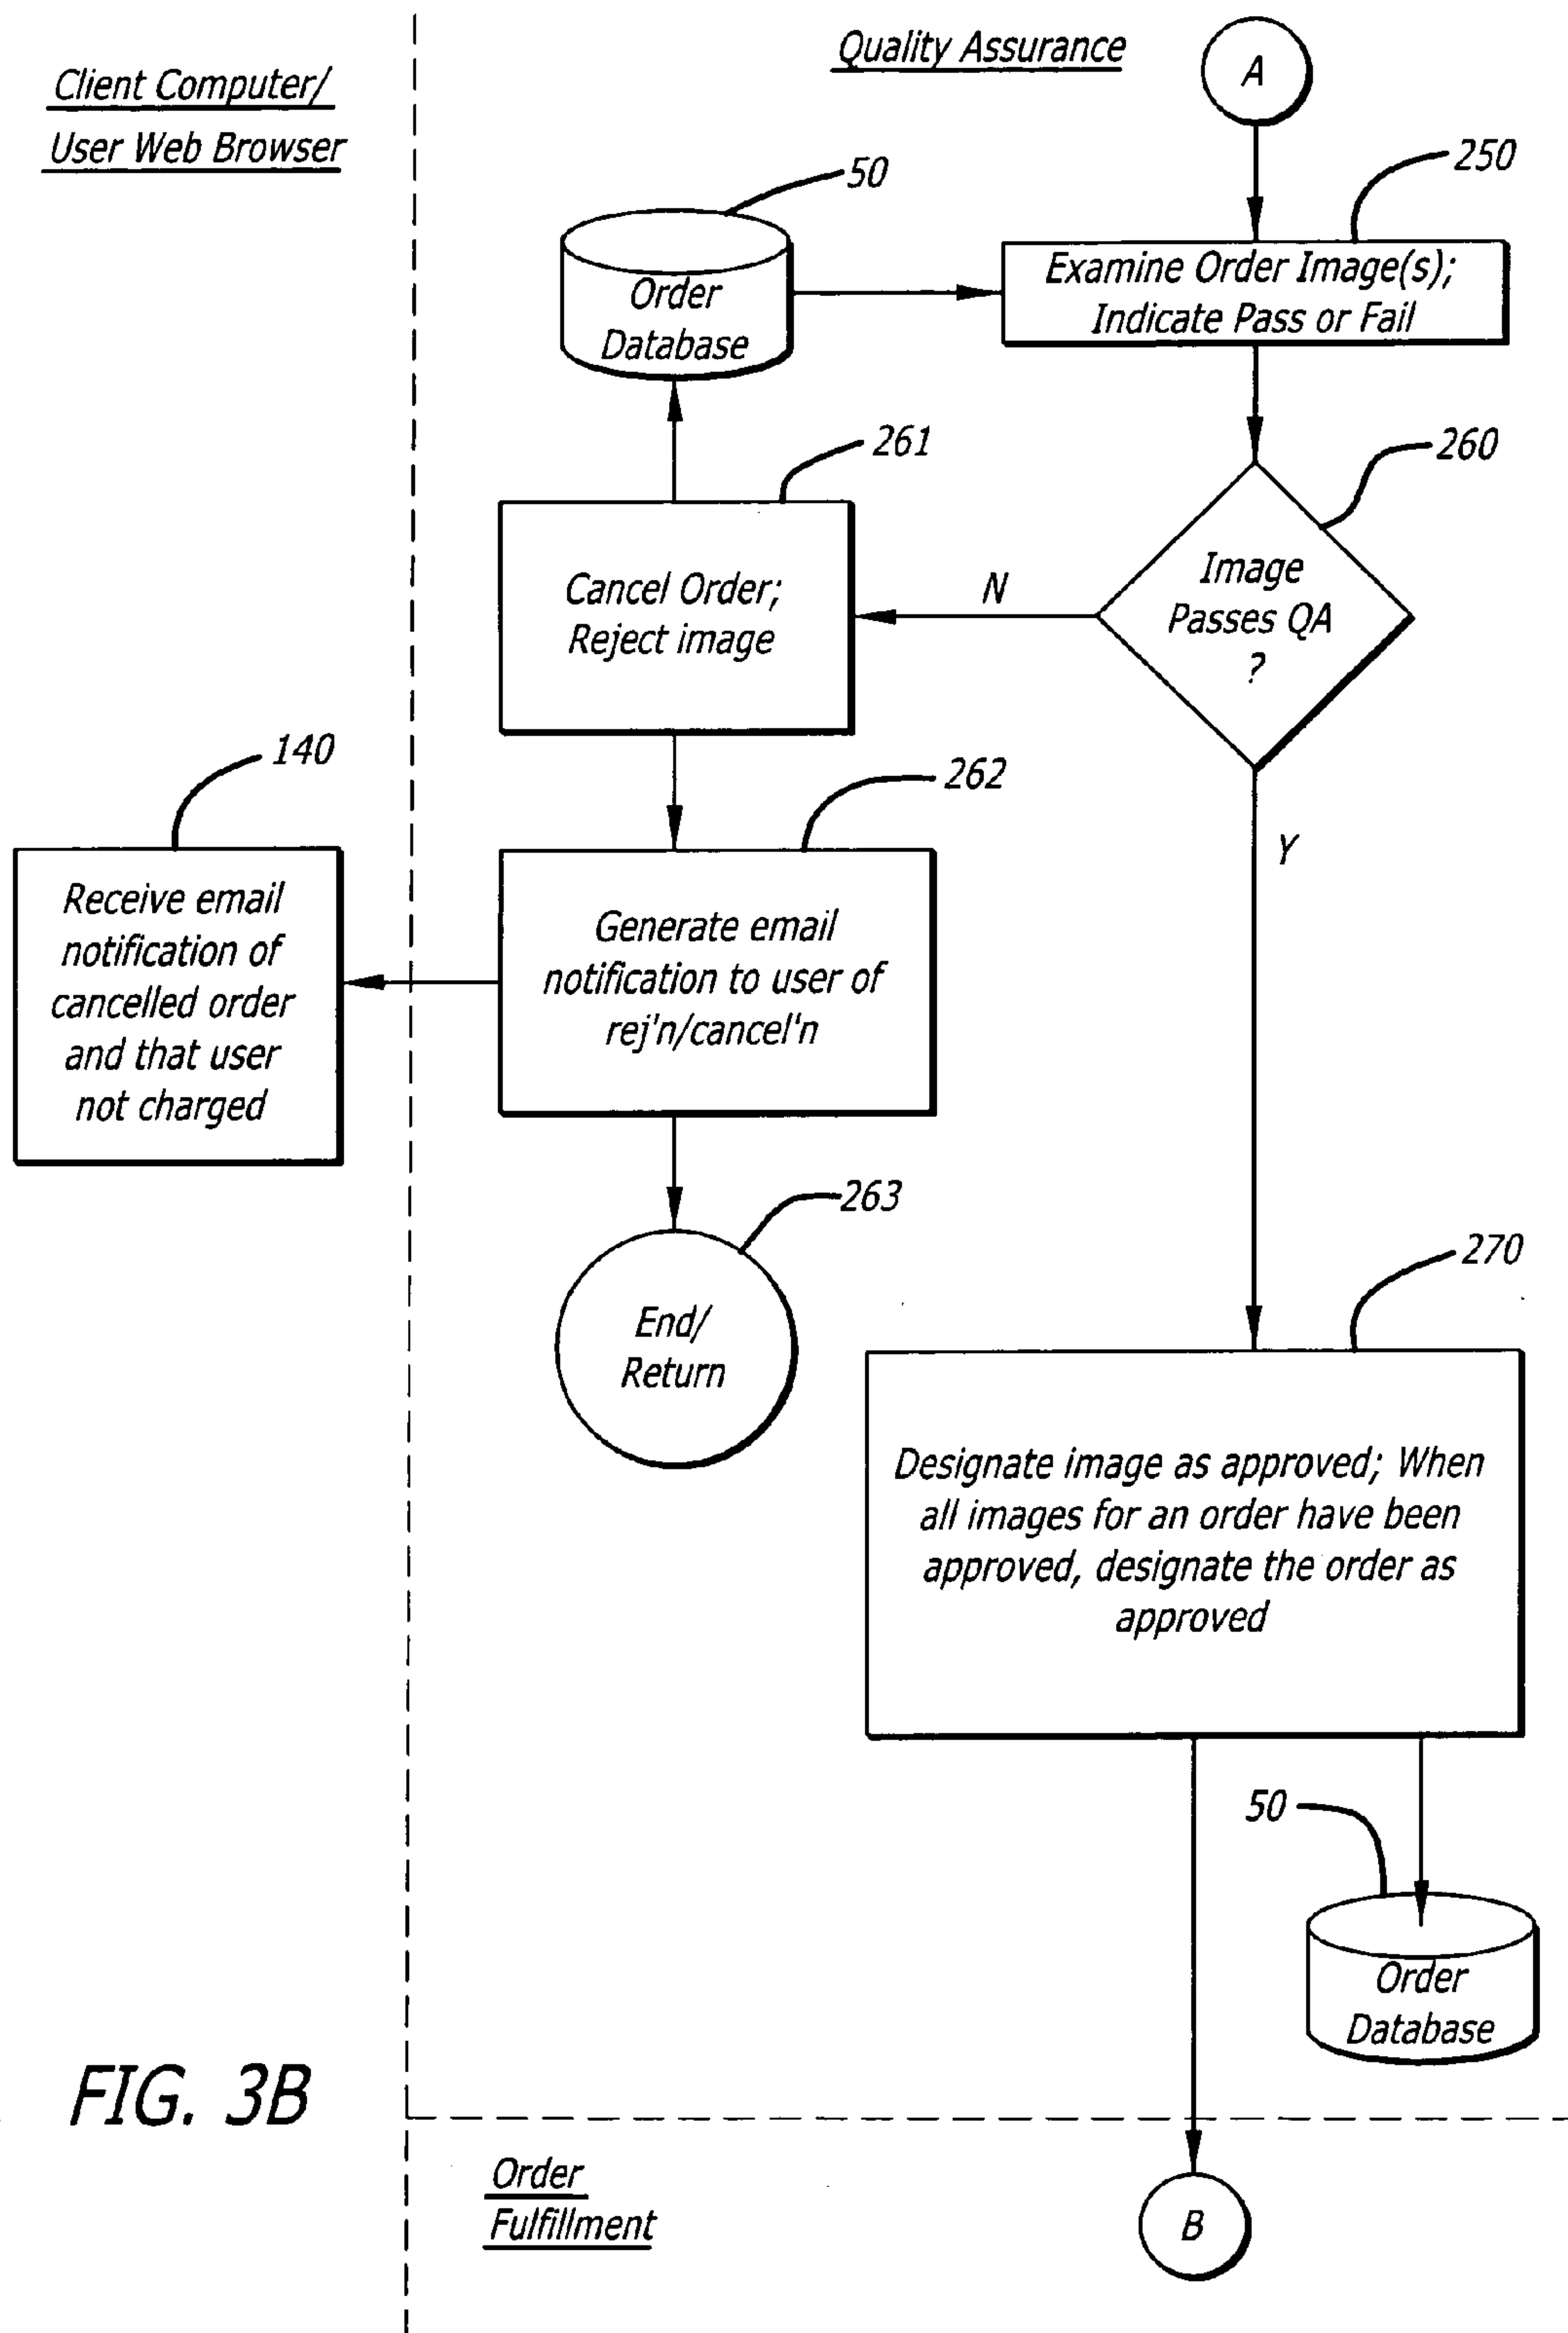 Client Computer/
User Web Browser
Quality Assurance
A
50
250
Order
Database
Examine Order Image(s);
Indicate Pass or Fail
261
260
Cancel Order;
Reject image
N
Image
Passes QA
?
140
262
Y
Receive email
notification of
cancelled order
and that user
not charged
Generate email
notification to user of
rej'n/cancel'n
263
End/
Return
270
Designate image as approved; When
all images for an order have been
approved, designate the order as
approved
50
Order
Database
FIG. 3B
Order
Fulfillment
B